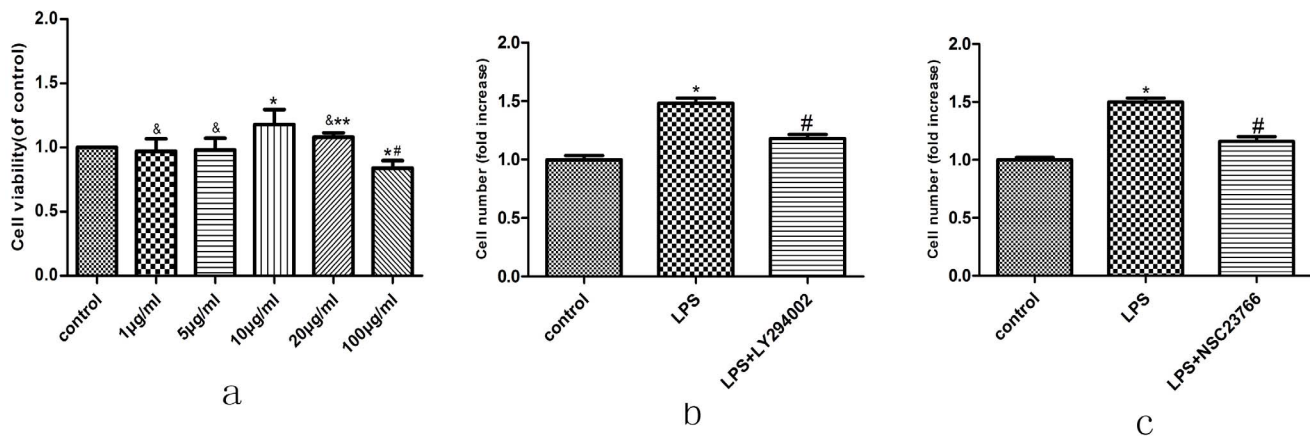 Cell viability(of control)
2.0
1.5
1.0
0.5
0.0
&
&
*
&**
*#
control
1μg/ml
5μg/ml
10μg/ml
20μg/ml
100μg/ml
a
Cell number (fold increase)
2.0
1.5
1.0
0.5
0.0
*
#
control
LPS
LPS+LY294002
b
Cell number (fold increase)
2.0
1.5
1.0
0.5
0.0
*
#
control
LPS
LPS+NSC23766
c